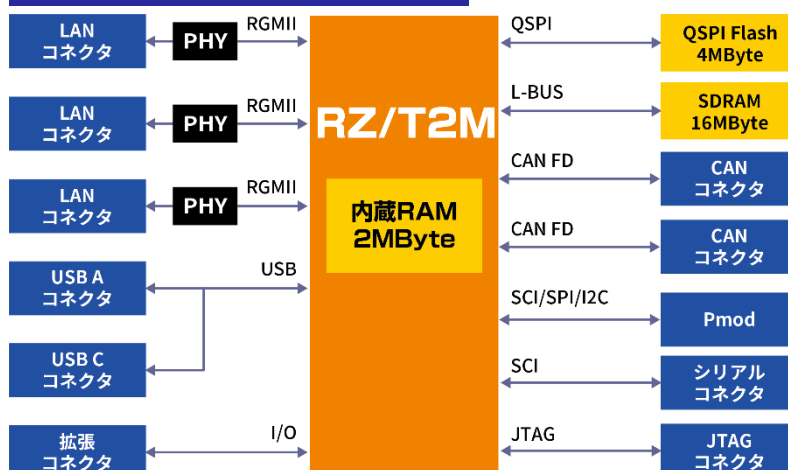 LAN
コネクタ
PHY
RGMII
LAN
コネクタ
PHY
RGMII
LAN
コネクタ
PHY
RGMII
USB A
コネクタ
USB
USB C
コネクタ
拡張
コネクタ
I/O
RZ/T2M
内蔵RAM
2MByte
QSPI
QSPI Flash
4MByte
L-BUS
SDRAM
16MByte
CAN FD
CAN
コネクタ
CAN FD
CAN
コネクタ
SCI/SPI/I2C
Pmod
SCI
シリアル
コネクタ
JTAG
JTAG
コネクタ